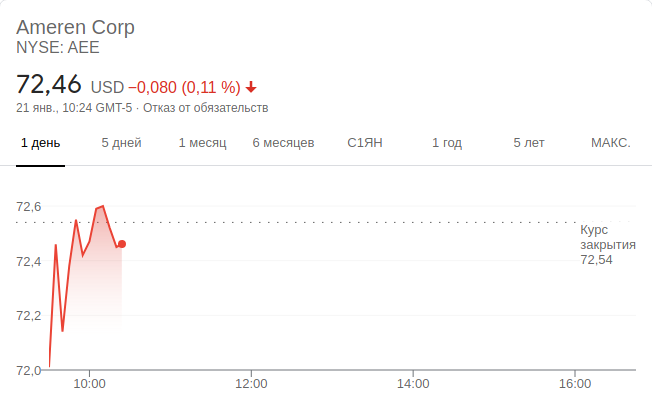 Ameren Corp
NYSE: AEE
72,46 USD −0,080 (0,11 %)
21 янв., 10:24 GMT-5 · Отказ от обязательств
1 день 5 дней 1 месяц 6 месяцев С1ЯН 1 год 5 лет МАКС.
72,6
Курс
закрытия
72,54
72,4
72,2
72,0
10:00 12:00 14:00 16:00